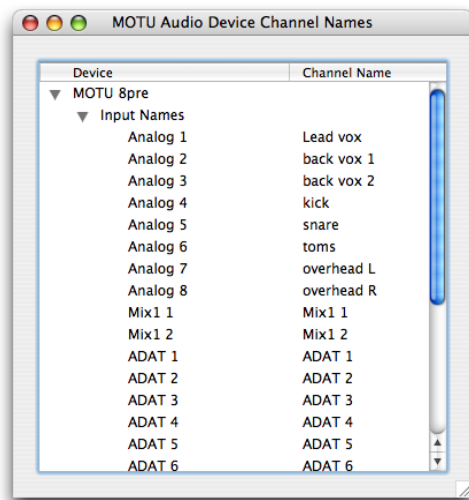 MOTU Audio Device Channel Names
Device Channel Name
MOTU 8pre
Input Names
Analog 1 Lead vox
Analog 2 back vox 1
Analog 3 back vox 2
Analog 4 kick
Analog 5 snare
Analog 6 toms
Analog 7 overhead L
Analog 8 overhead R
Mix1 1 Mix1 1
Mix1 2 Mix1 2
ADAT 1 ADAT 1
ADAT 2 ADAT 2
ADAT 3 ADAT 3
ADAT 4 ADAT 4
ADAT 5 ADAT 5
ADAT 6 ADAT 6